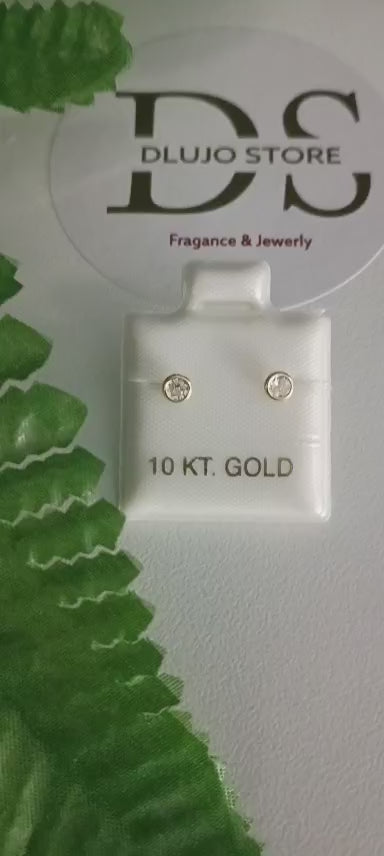 DS
DLUJO STORE
Fragance & Jewerly
10 KT. GOLD